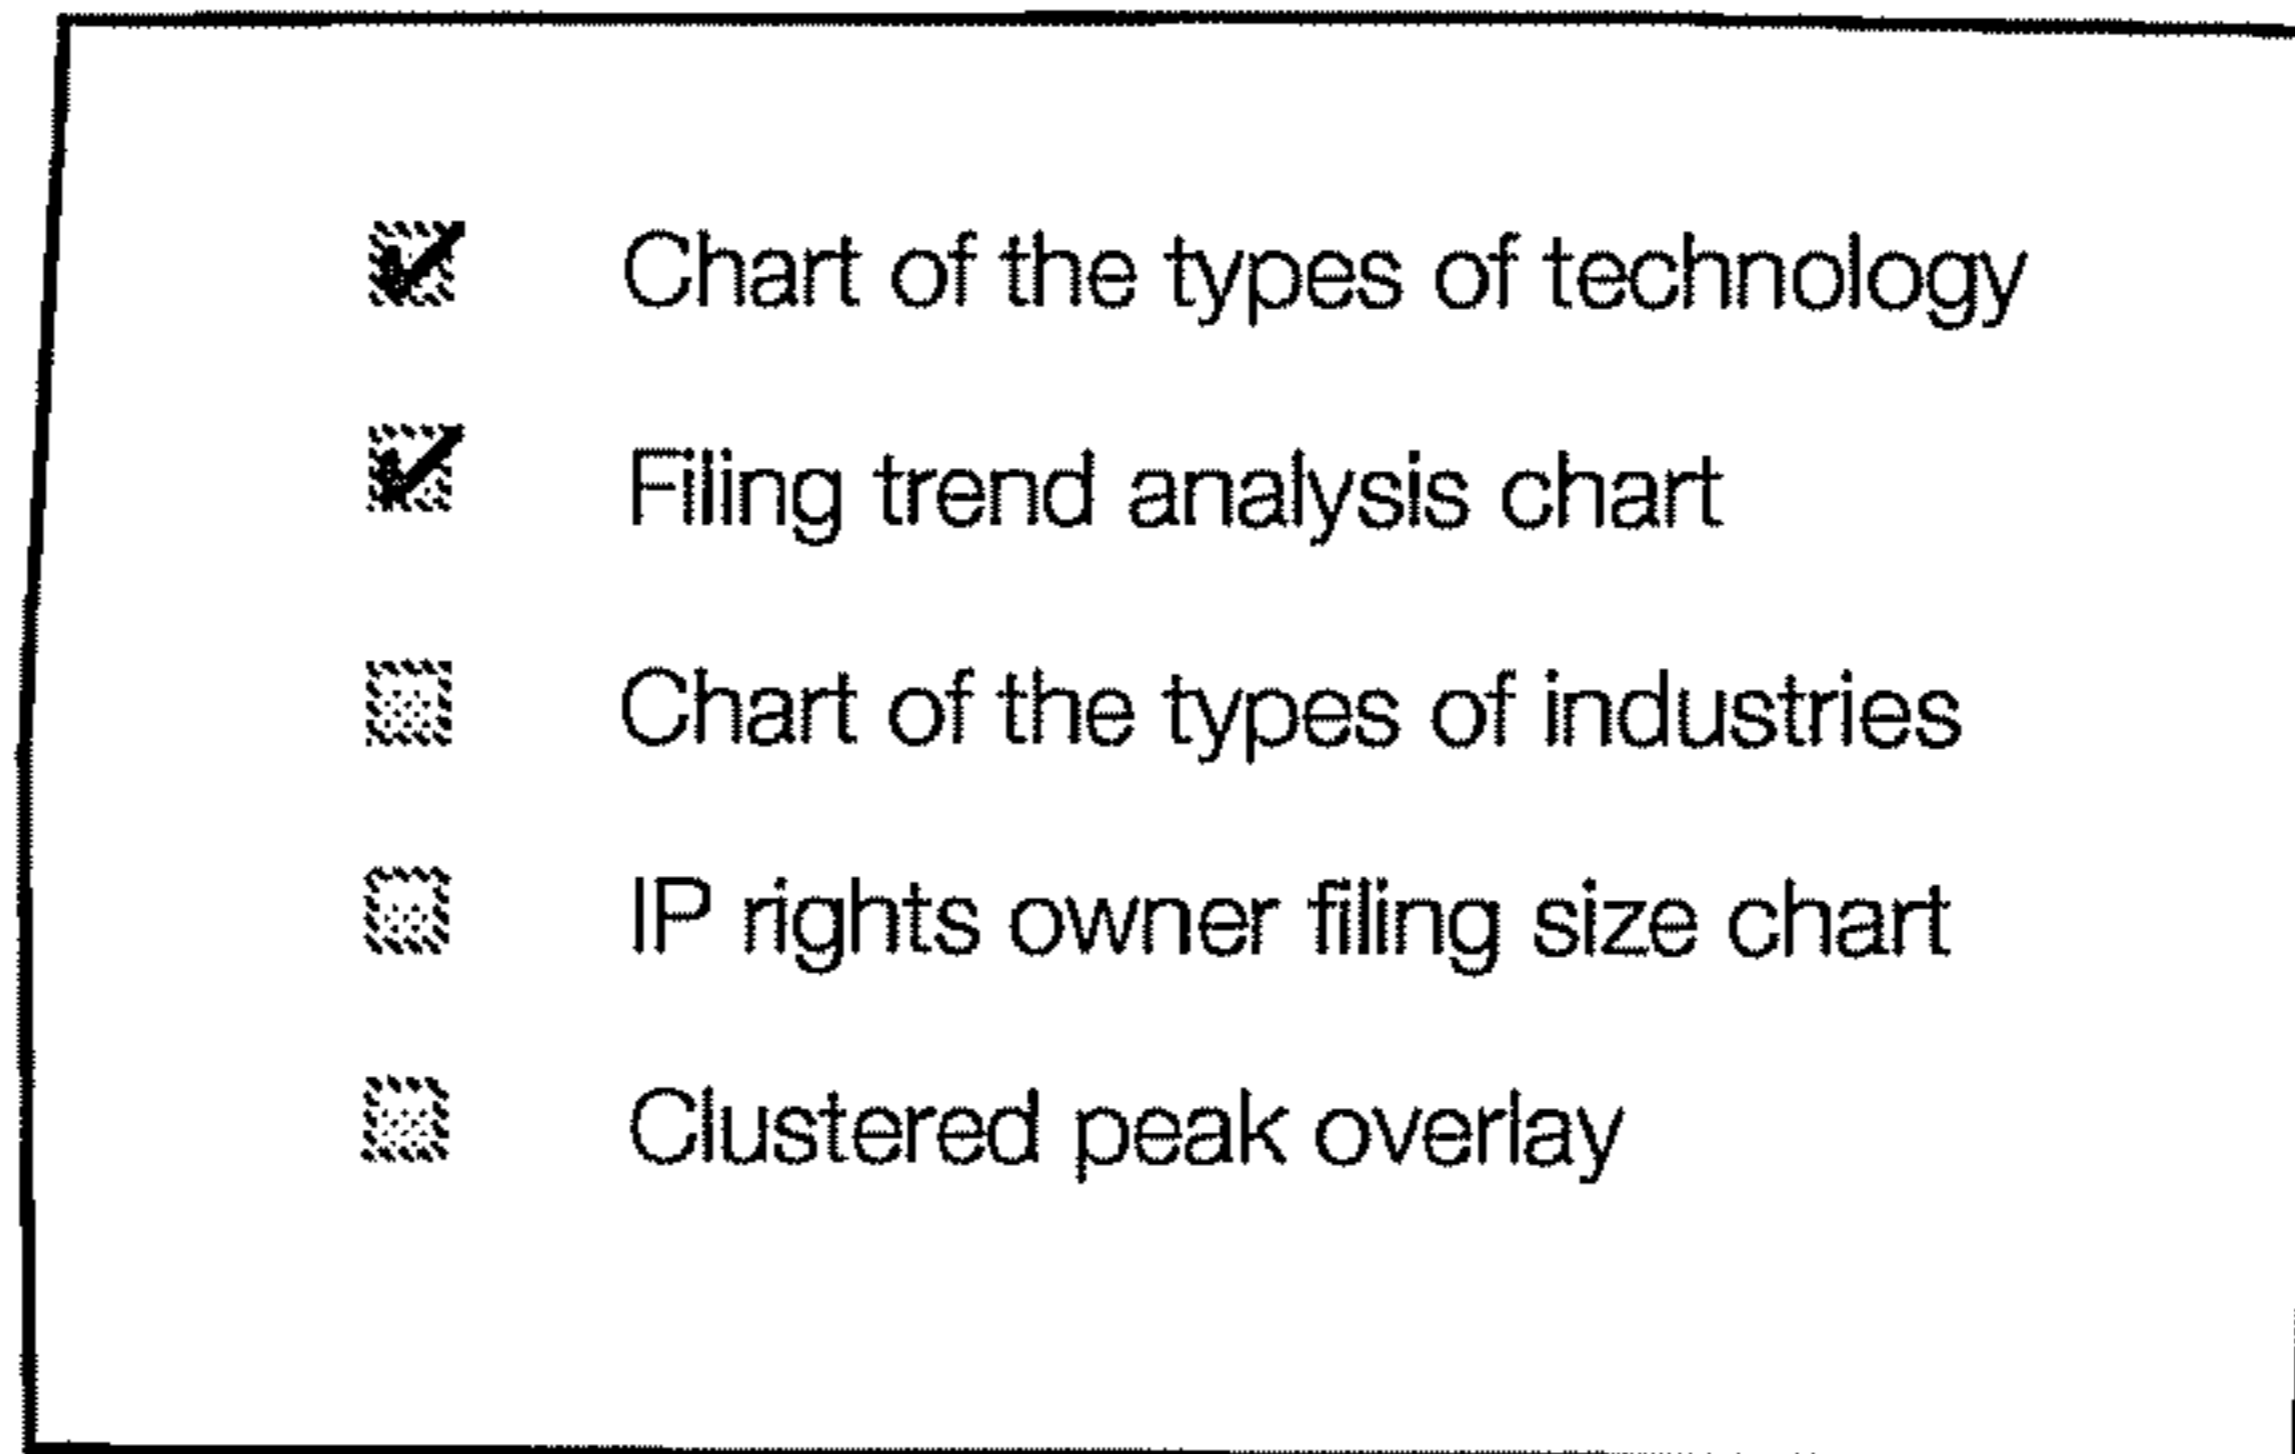 Chart of the types of technology
Filing trend analysis chart
Chart of the types of industries
IP rights owner filing size chart
Clustered peak overlay